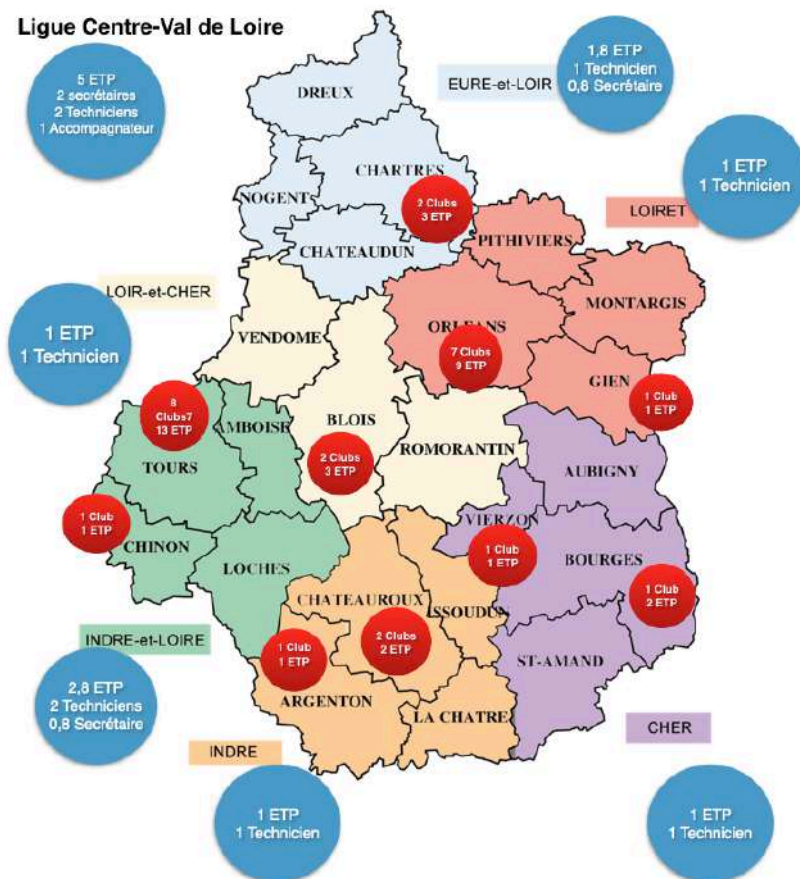 Ligue Centre-Val de Loire
5 ETP
2 secrétaires
2 Techniciens
1 Accompagnateur
1,8 ETP
1 Technicien
0,8 Secrétaire
EURE-et-LOIR
DREUX
1 ETP
1 Technicien
CHARTRES
NOGENT
2 Clubs
3 ETP
LOIRET
CHATEAUDUN
PITHIVIERS
LOIR-et-CHER
MONTARGIS
ORLEANS
VENDOME
1 ETP
1 Technicien
7 Clubs
9 ETP
GIEN
1 Club
1 ETP
8
Clubs7
13 ETP
AMBOISE
BLOIS
ROMORANTIN
TOURS
2 Clubs
3 ETP
AUBIGNY
1 Club
1 ETP
CHINON
VIERZON
1 Club
1 ETP
BOURGES
LOCHES
CHATEAUROUX
ISSOUDUN
1 Club
2 ETP
INDRE-et-LOIRE
1 Club
1 ETP
2 Clubs
2 ETP
ST-AMAND
2,8 ETP
2 Techniciens
0,8 Secrétaire
ARGENTON
LA CHATRE
INDRE
CHER
1 ETP
1 Technicien
1 ETP
1 Technicien